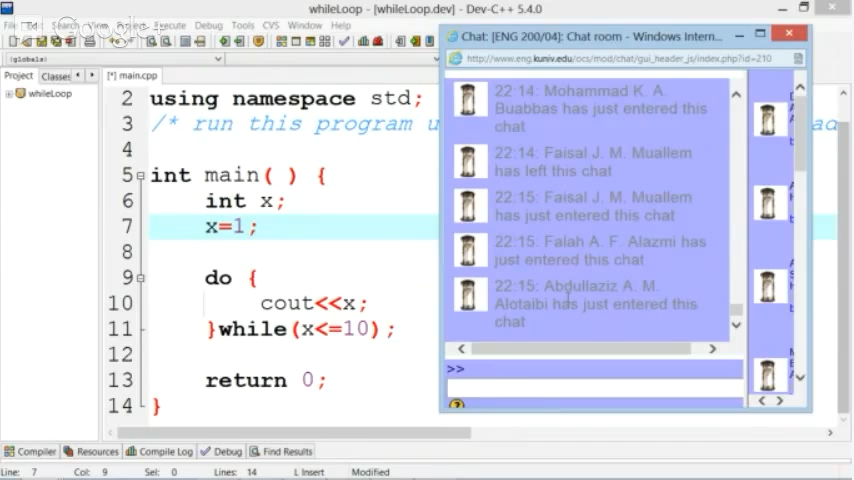 whileLoop - [whileLoop.dev] - Dev-C++ 5.4.0
File Edit Search View Project Execute Debug Tools CVS Window Help
(globals)
Project Classes
[*] main.cpp
whileLoop
2 using namespace std;
3 /* run this program u
ad
4
5 int main( ) {
6 int x;
7 x=1;
8
9 do {
10 cout<<x;
11 }while(x<=10);
12
13 return 0;
14 }
Chat: [ENG 200/04]: Chat room - Windows Intern...
http://www.eng.kuniv.edu/ocs/mod/chat/gui_header_js/index.php?id=210
22:14: Mohammad K. A.
Buabbas has just entered this
chat
22:14: Faisal J. M. Muallem
has left this chat
22:15: Faisal J. M. Muallem
has just entered this chat
22:15: Falah A. F. Alazmi has
just entered this chat
22:15: Abdullaziz A. M.
Alotaibi has just entered this
chat
>>
Compiler Resources Compile Log Debug Find Results
Line: 7 Col: 9 Sel: 0 Lines: 14 Insert Modified